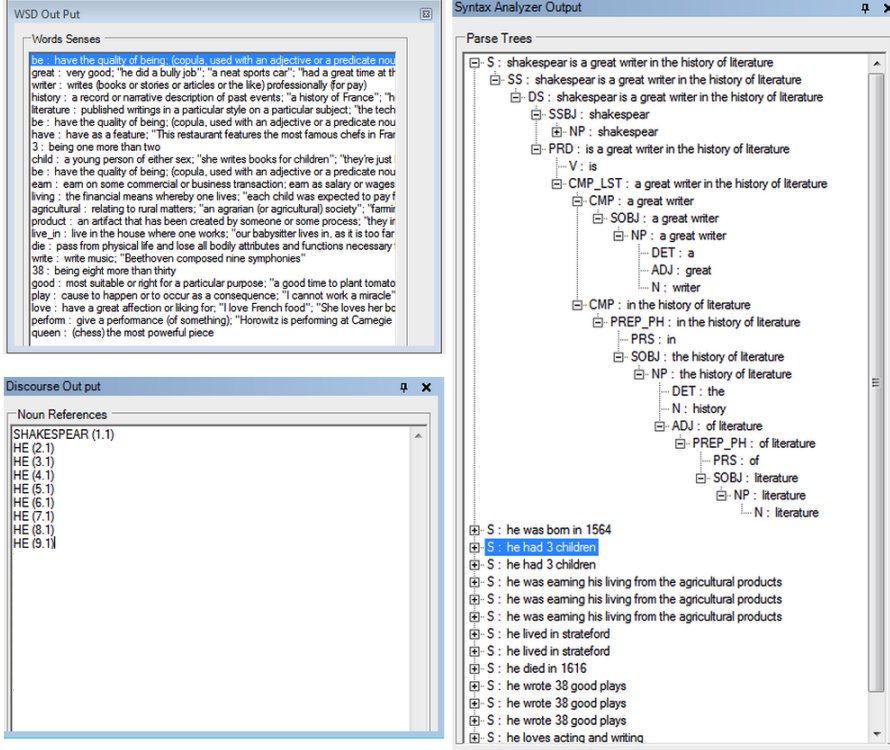 WSD Out Put
Words Senses
be : have the quality of being; (copula, used with an adjective or a predicate nou
great : very good; "he did a bully job"; "a neat sports car"; "had a great time at th
writer : writes (books or stories or articles or the like) professionally (for pay)
history : a record or narrative description of past events; "a history of France"; "h
literature : published writings in a particular style on a particular subject; "the tech
be : have the quality of being; (copula, used with an adjective or a predicate nou
have : have as a feature; "This restaurant features the most famous chefs in Fran
3 : being one more than two
child : a young person of either sex; "she writes books for children"; "they're just
be : have the quality of being; (copula, used with an adjective or a predicate nou
earn : earn on some commercial or business transaction; earn as salary or wages
living : the financial means whereby one lives; "each child was expected to pay f
agricultural : relating to rural matters; "an agrarian (or agricultural) society"; "farmin
product : an artifact that has been created by someone or some process; "they in
live_in : live in the house where one works; "our babysitter lives in, as it is too far
die : pass from physical life and lose all bodily attributes and functions necessary
write : write music; "Beethoven composed nine symphonies"
38 : being eight more than thirty
good : most suitable or right for a particular purpose; "a good time to plant tomato
play : cause to happen or to occur as a consequence; "I cannot work a miracle"
love : have a great affection or liking for; "I love French food"; "She loves her bo
perform : give a performance (of something); "Horowitz is performing at Carnegie
queen : (chess) the most powerful piece
Discourse Out put
Noun References
SHAKESPEAR (1.1)
HE (2.1)
HE (3.1)
HE (4.1)
HE (5.1)
HE (6.1)
HE (7.1)
HE (8.1)
HE (9.1)
Syntax Analyzer Output
Parse Trees
S : shakespear is a great writer in the history of literature
SS : shakespear is a great writer in the history of literature
DS : shakespear is a great writer in the history of literature
SSBJ : shakespear
NP : shakespear
PRD : is a great writer in the history of literature
V : is
CMP_LST : a great writer in the history of literature
CMP : a great writer
SOBJ : a great writer
NP : a great writer
DET : a
ADJ : great
N : writer
CMP : in the history of literature
PREP_PH : in the history of literature
PRS : in
SOBJ : the history of literature
NP : the history of literature
DET : the
N : history
ADJ : of literature
PREP_PH : of literature
PRS : of
SOBJ : literature
NP : literature
N : literature
S : he was born in 1564
S : he had 3 children
S : he had 3 children
S : he was earning his living from the agricultural products
S : he was earning his living from the agricultural products
S : he was earning his living from the agricultural products
S : he lived in strateford
S : he lived in strateford
S : he died in 1616
S : he wrote 38 good plays
S : he wrote 38 good plays
S : he wrote 38 good plays
S : he loves acting and writing